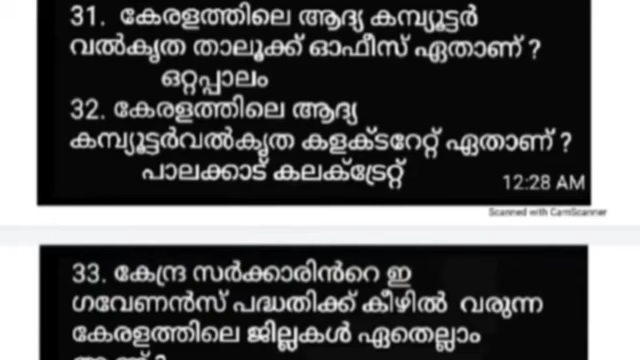 31. കേരളത്തിലെ ആദ്യ കമ്പ്യൂട്ടർ
വൽകൃത താലൂക്ക് ഓഫീസ് ഏതാണ് ?
ഒറ്റപ്പാലം
32. കേരളത്തിലെ ആദ്യ
കമ്പ്യൂട്ടർവൽകൃത കളക്ടറേറ്റ് ഏതാണ് ?
പാലക്കാട് കലക്ട്രേറ്റ്
12:28 AM
Scanned with CamScanner
33. കേന്ദ്ര സർക്കാരിൻറെ ഇ
ഗവേണൻസ് പദ്ധതിക്ക് കീഴിൽ വരുന്ന
കേരളത്തിലെ ജില്ലകൾ ഏതെല്ലാം